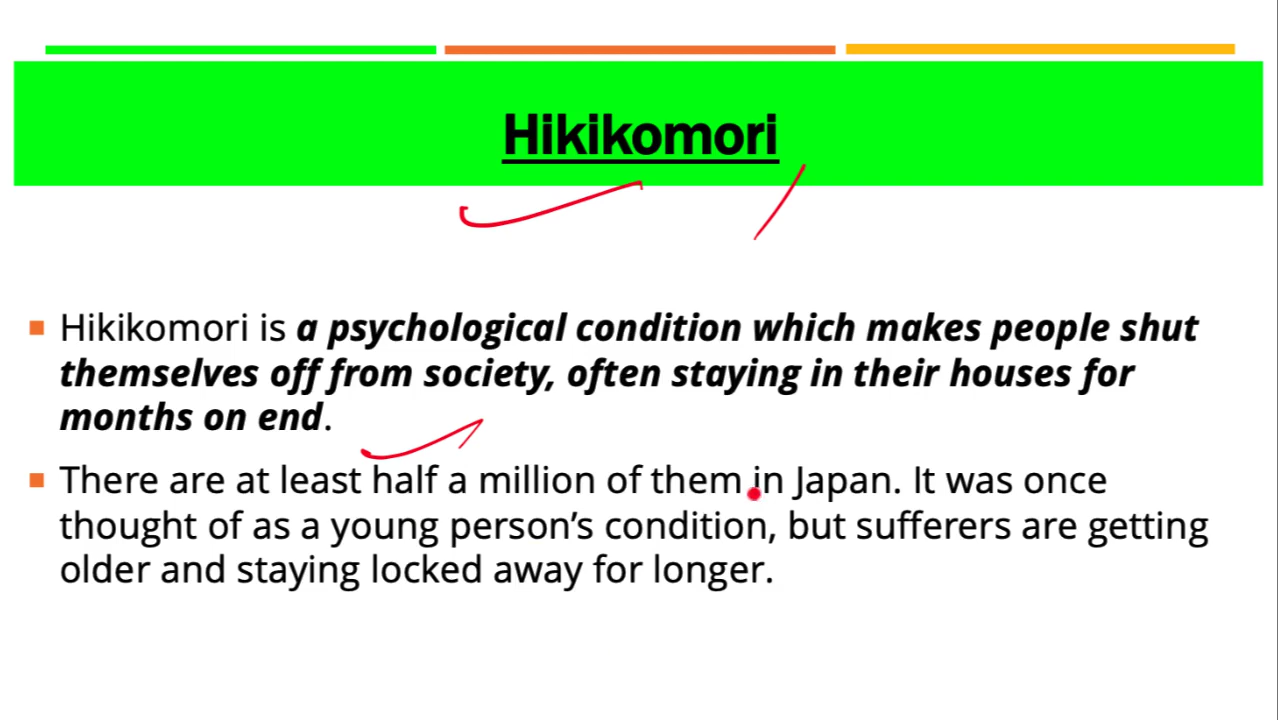 Hikikomori
Hikikomori is a psychological condition which makes people shut
themselves off from society, often staying in their houses for
months on end.
There are at least half a million of them in Japan. It was once
thought of as a young person’s condition, but sufferers are getting
older and staying locked away for longer.